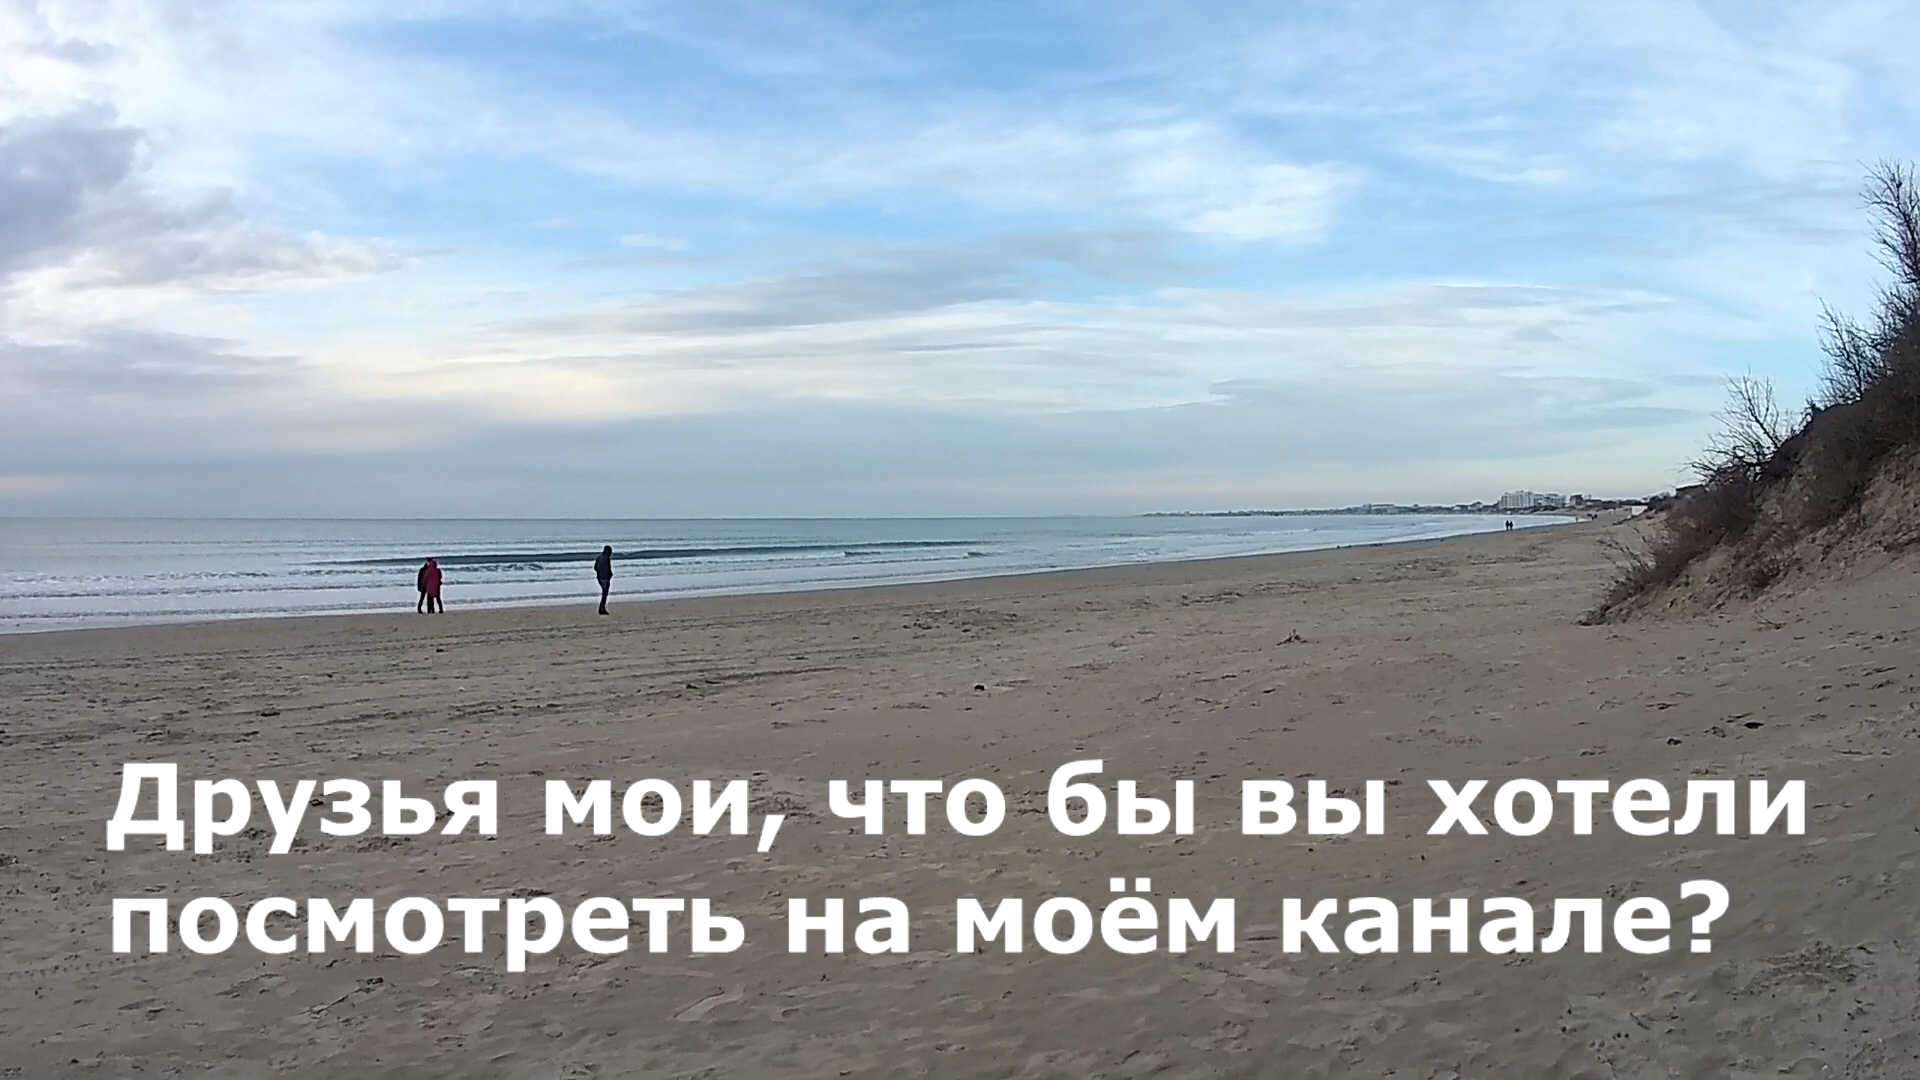 Друзья мои, что бы вы хотели
посмотреть на моём канале?